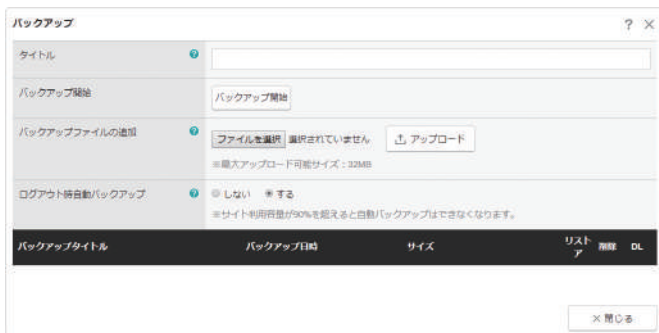 バックアップ
タイトル
バックアップ開始
バックアップ開始
バックアップファイルの追加
ファイルを選択 選択されていません アップロード
※最大アップロード可能サイズ：32MB
ログアウト時自動バックアップ
しない する
※サイト利用容量が90%を超えると自動バックアップはできなくなります。
バックアップタイトル バックアップ日時 サイズ リストア 削除 DL
×閉じる